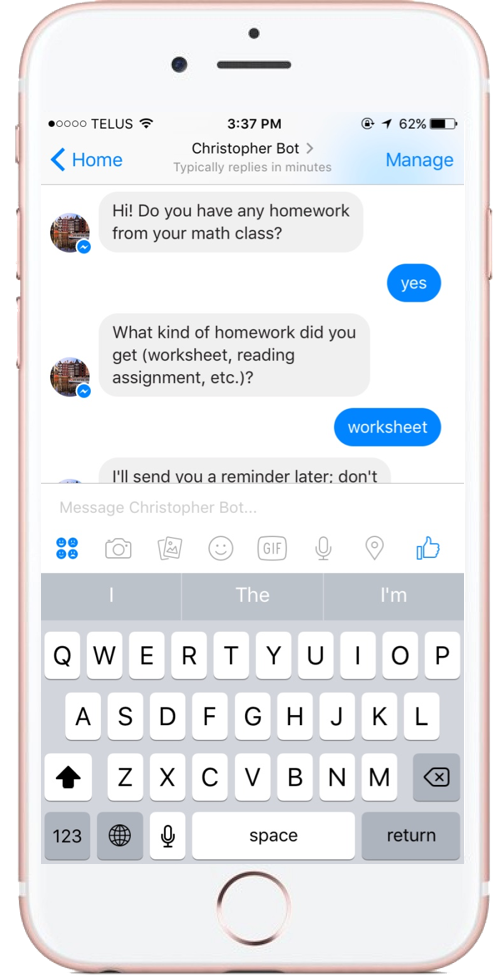 TELUS 3:37 PM 62%
Home Christopher Bot Manage
Typically replies in minutes
Hi! Do you have any homework
from your math class?
yes
What kind of homework did you
get (worksheet, reading
assignment, etc.)?
worksheet
I'll send you a reminder later; don't
Message Christopher Bot...
GIF
I The I'm
Q W E R T Y U I O P
A S D F G H J K L
Z X C V B N M
123 space return